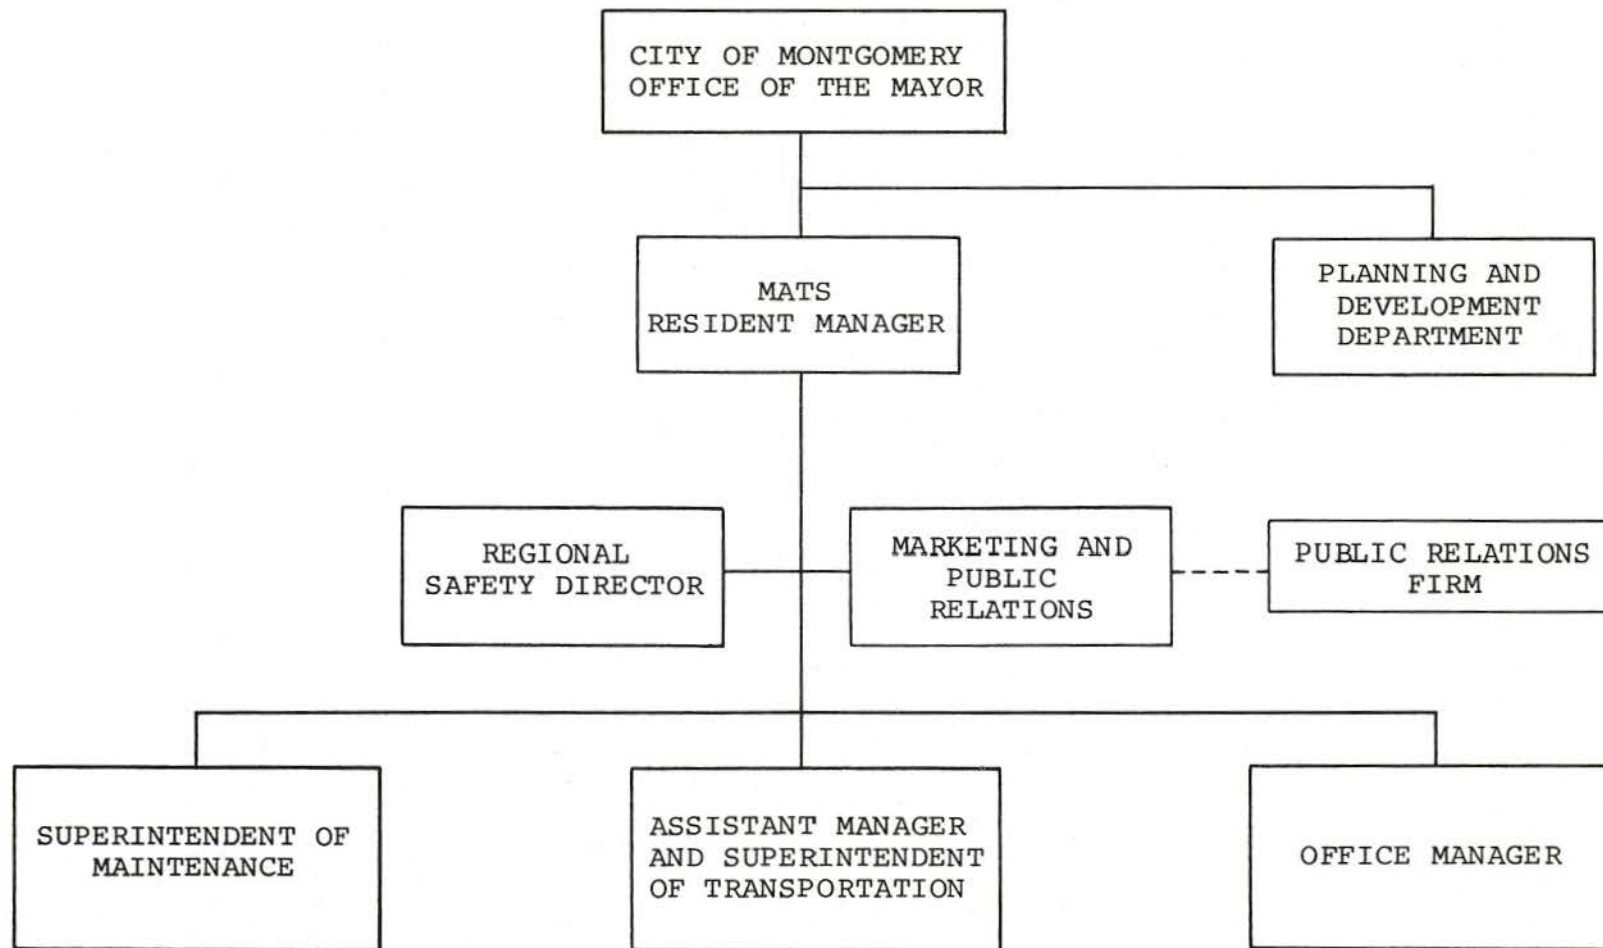 CITY OF MONTGOMERY
OFFICE OF THE MAYOR
MATS
RESIDENT MANAGER
PLANNING AND
DEVELOPMENT
DEPARTMENT
REGIONAL
SAFETY DIRECTOR
MARKETING AND
PUBLIC
RELATIONS
PUBLIC RELATIONS
FIRM
SUPERINTENDENT OF
MAINTENANCE
ASSISTANT MANAGER
AND SUPERINTENDENT
OF TRANSPORTATION
OFFICE MANAGER